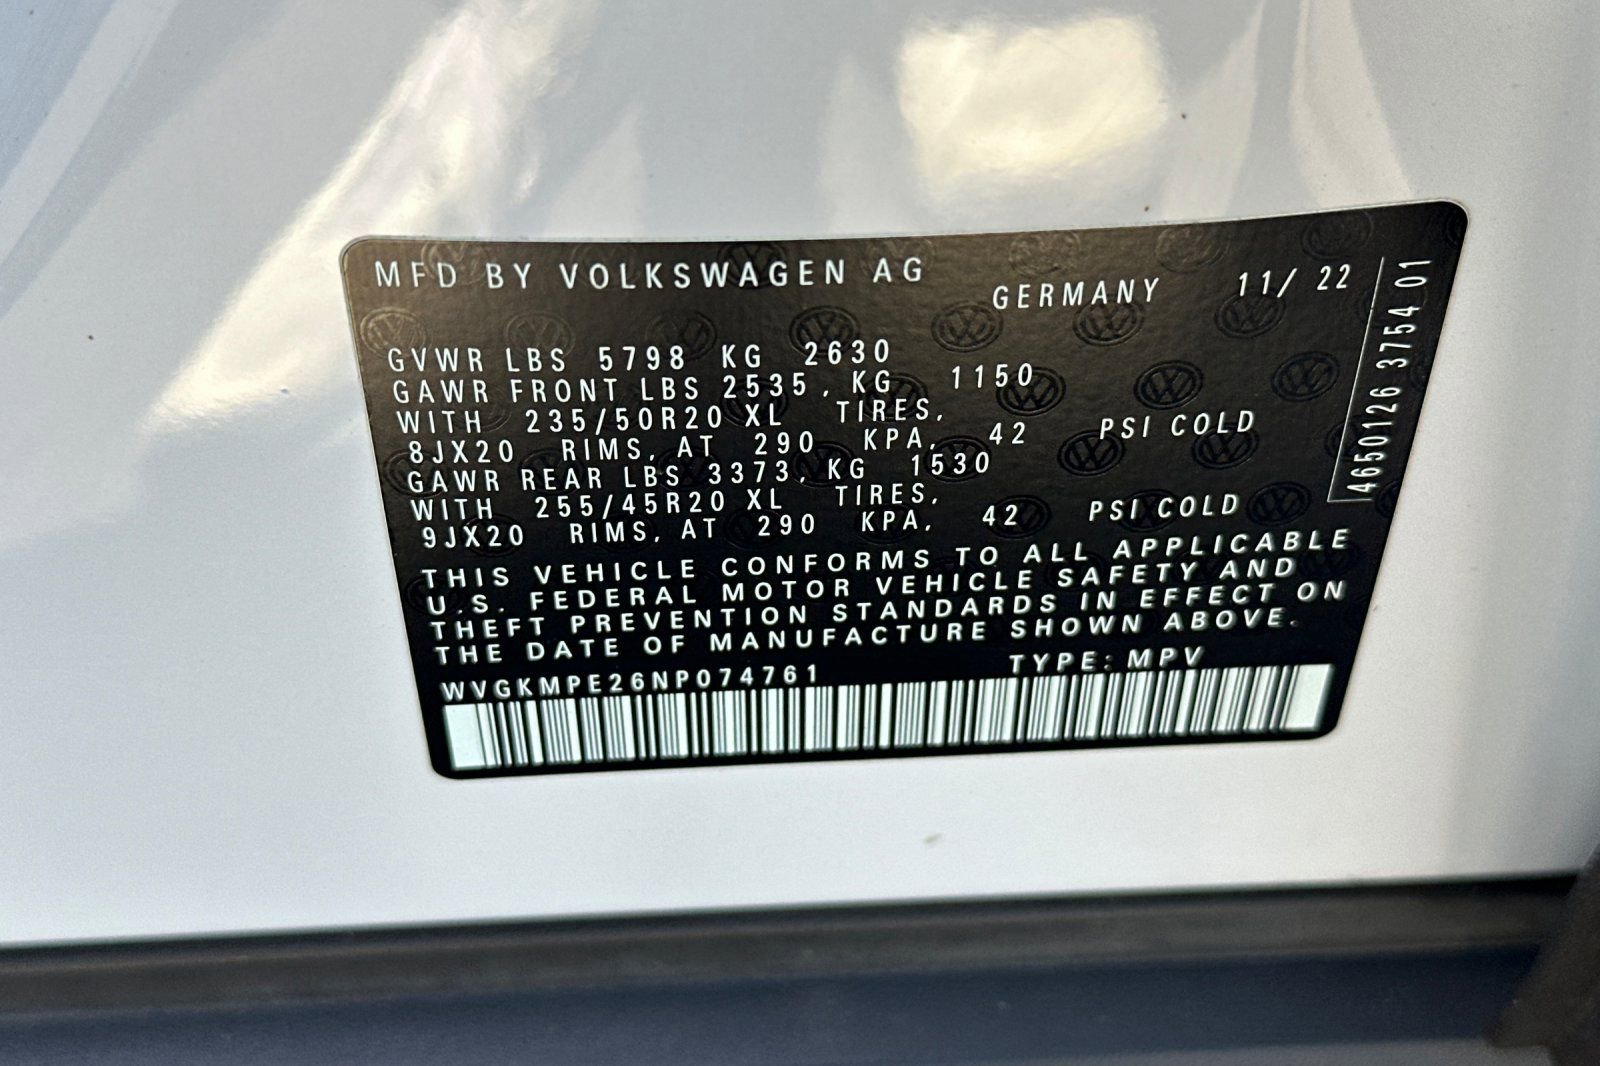 MFD BY VOLKSWAGEN AG
GERMANY 11/ 22
GVWR LBS 5798 KG 2630
GAWR FRONT LBS 2535, KG 1150
WITH 235/50R20 XL TIRES,
8JX20 RIMS, AT 290 KPA, 42 PSI COLD
GAWR REAR LBS 3373, KG 1530
WITH 255/45R20 XL TIRES,
9JX20 RIMS, AT 290 KPA, 42 PSI COLD
THIS VEHICLE CONFORMS TO ALL APPLICABLE
U.S. FEDERAL MOTOR VEHICLE SAFETY AND
THEFT PREVENTION STANDARDS IN EFFECT ON
THE DATE OF MANUFACTURE SHOWN ABOVE.
WVGKMPE26NP074761 TYPE: MPV
4650126 3754 01